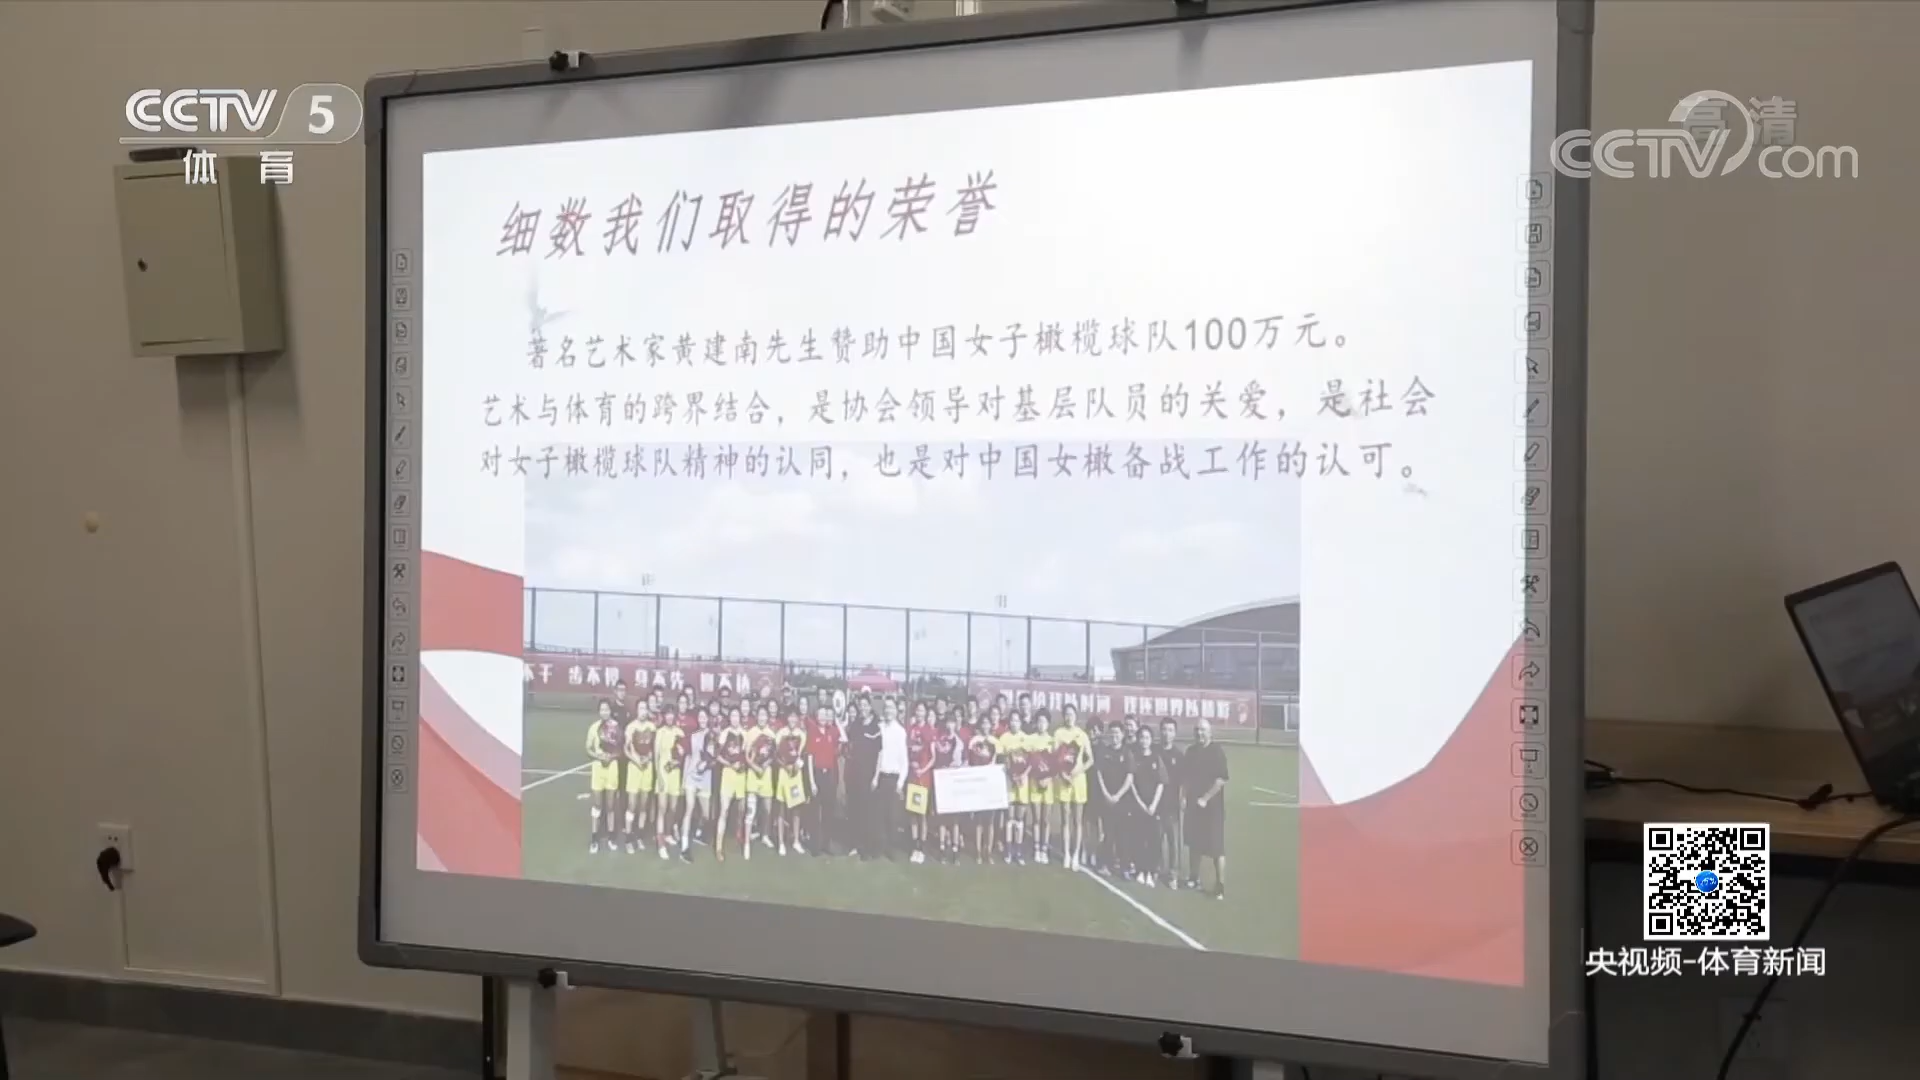 CCTV 5
体育
高清
CCTV.com
细数我们取得的荣誉
著名艺术家黄建南先生赞助中国女子橄榄球队100万元。
艺术与体育的跨界结合，是协会领导对基层队员的关爱，是社会
对女子橄榄球队精神的认同，也是对中国女橄备战工作的认可。
央视频-体育新闻